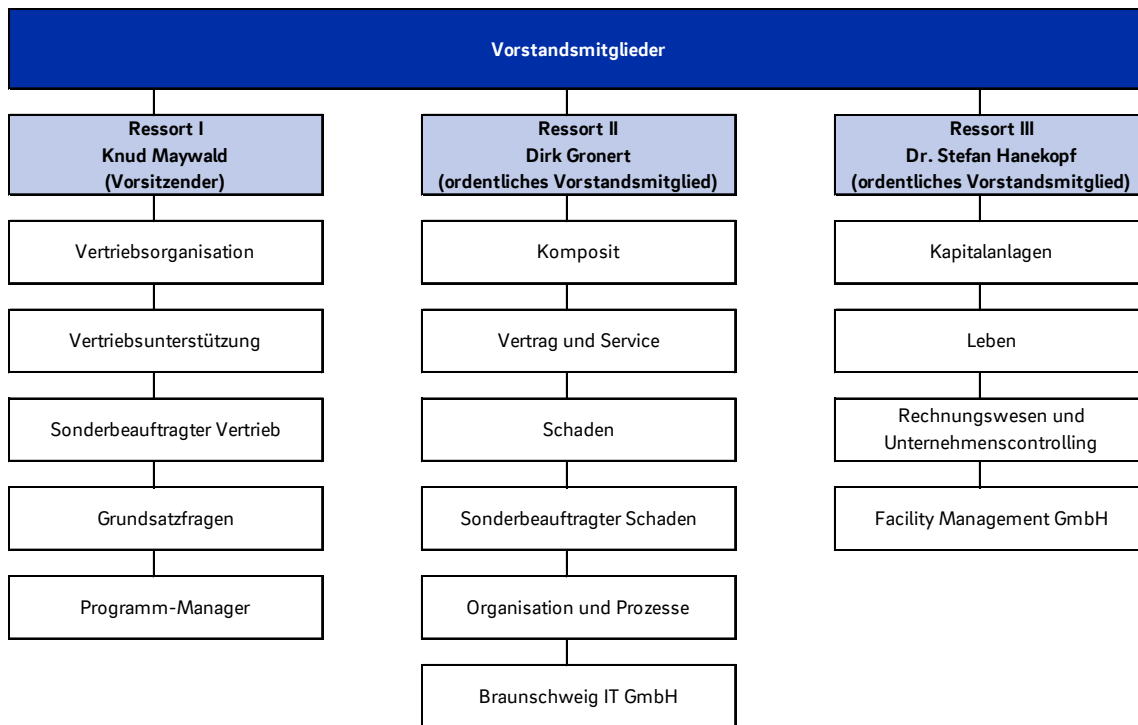 Vorstandsmitglieder
Ressort I
Knud Maywald
(Vorsitzender)
Vertriebsorganisation
Vertriebsunterstützung
Sonderbeauftragter Vertrieb
Grundsatzfragen
Programm-Manager
Ressort II
Dirk Gronert
(ordentliches Vorstandsmitglied)
Komposit
Vertrag und Service
Schaden
Sonderbeauftragter Schaden
Organisation und Prozesse
Braunschweig IT GmbH
Ressort III
Dr. Stefan Hanekopf
(ordentliches Vorstandsmitglied)
Kapitalanlagen
Leben
Rechnungswesen und
Unternehmenscontrolling
Facility Management GmbH